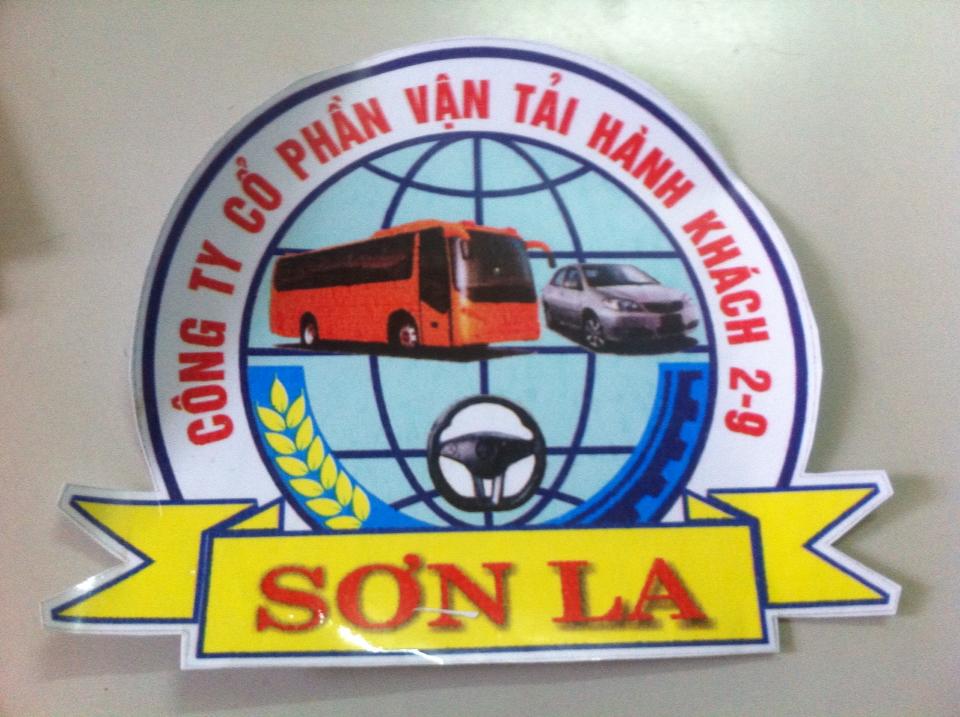 CÔNG TY CỔ PHẦN VẬN TẢI HÀNH KHÁCH 2-9
SƠN LA